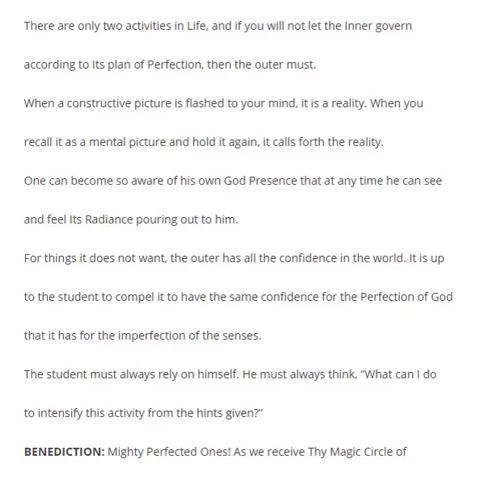 There are only two activities in Life, and if you will not let the Inner govern
according to Its plan of Perfection, then the outer must.
When a constructive picture is flashed to your mind, it is a reality. When you
recall it as a mental picture and hold it again, it calls forth the reality.
One can become so aware of his own God Presence that at any time he can see
and feel Its Radiance pouring out to him.
For things it does not want, the outer has all the confidence in the world. It is up
to the student to compel it to have the same confidence for the Perfection of God
that it has for the imperfection of the senses.
The student must always rely on himself. He must always think, “What can I do
to intensify this activity from the hints given?”
BENEDICTION: Mighty Perfected Ones! As we receive Thy Magic Circle of